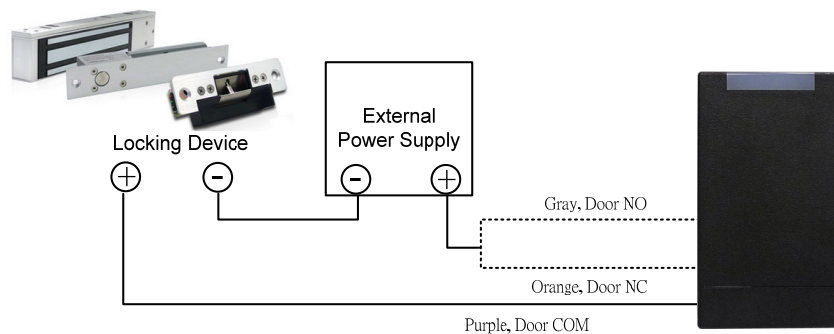 External
Power Supply
Locking Device
+
-
-
+
Gray, Door NO
Orange, Door NC
Purple, Door COM